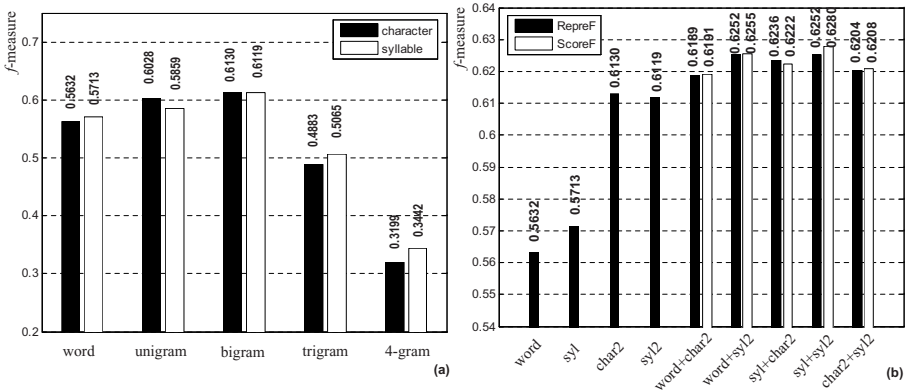 f-measure
0.7
0.6
0.5
0.4
0.3
0.2
character
syllable
0.5632
0.5713
0.6028
0.5859
0.6130
0.6119
0.4883
0.5065
0.3199
0.3442
word
unigram
bigram
trigram
4-gram
(a)
f-measure
0.64
0.63
0.62
0.61
0.6
0.59
0.58
0.57
0.56
0.55
0.54
RepreF
ScoreF
0.5632
0.5713
0.6130
0.6119
0.6189
0.6191
0.6252
0.6255
0.6236
0.6222
0.6252
0.6280
0.6204
0.6208
word
syl
char2
syl2
word+char2
word+syl2
syl+char2
syl+syl2
char2+syl2
(b)